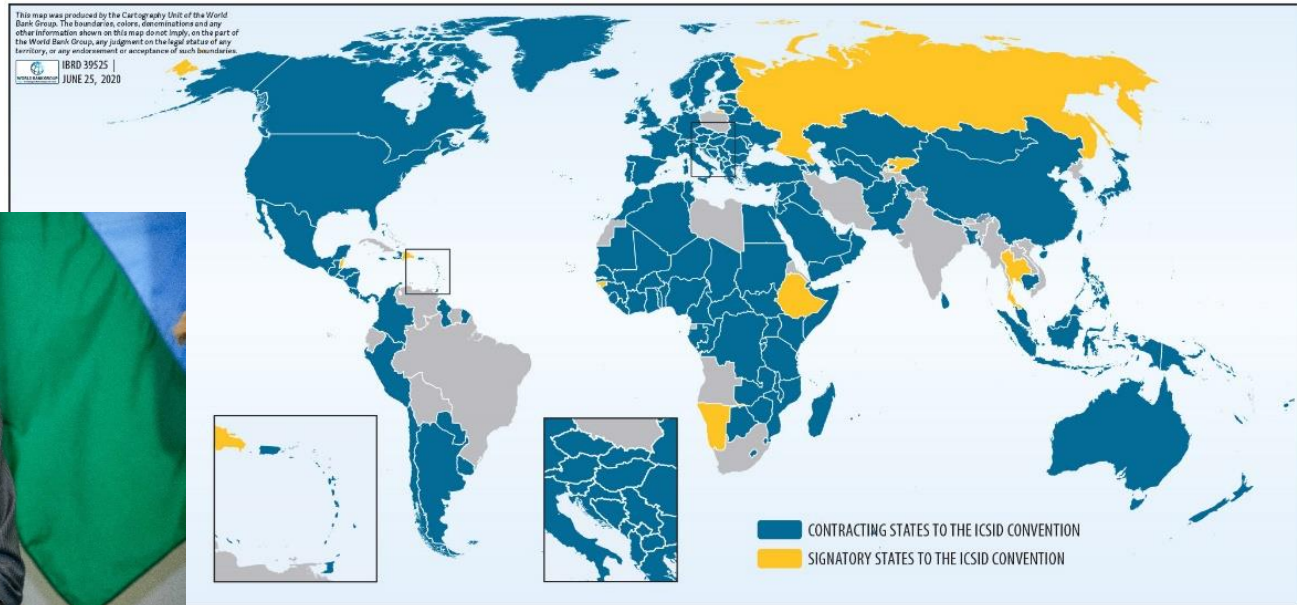 This map was produced by the Cartography Unit of the World
Bank Group. The boundaries, colors, denominations and any
other information shown on this map do not imply, on the part of
the World Bank Group, any judgment on the legal status of any
territory, or any endorsement or acceptance of such boundaries.
WORLD BANK GROUP
IBRD 39525 |
JUNE 25, 2020
CONTRACTING STATES TO THE ICSID CONVENTION
SIGNATORY STATES TO THE ICSID CONVENTION